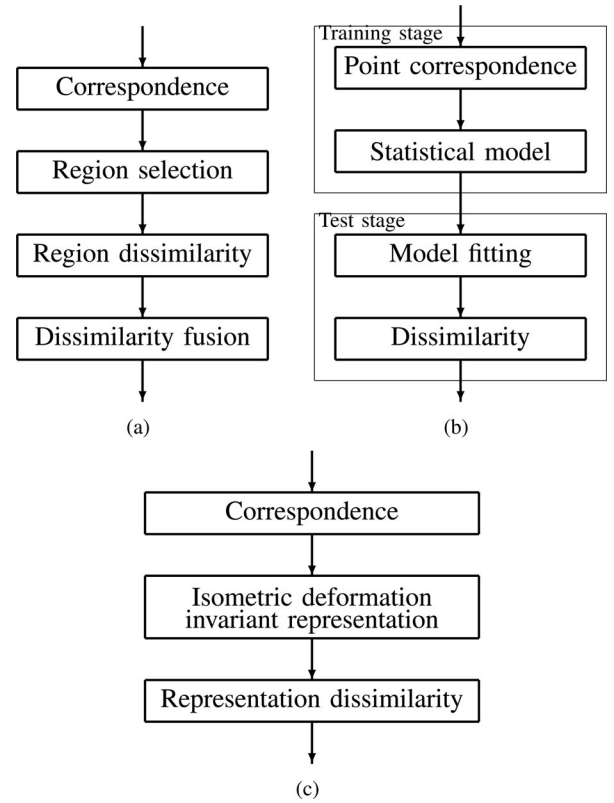 Correspondence
Region selection
Region dissimilarity
Dissimilarity fusion
(a)
Training stage
Point correspondence
Statistical model
Test stage
Model fitting
Dissimilarity
(b)
Correspondence
Isometric deformation
invariant representation
Representation dissimilarity
(c)